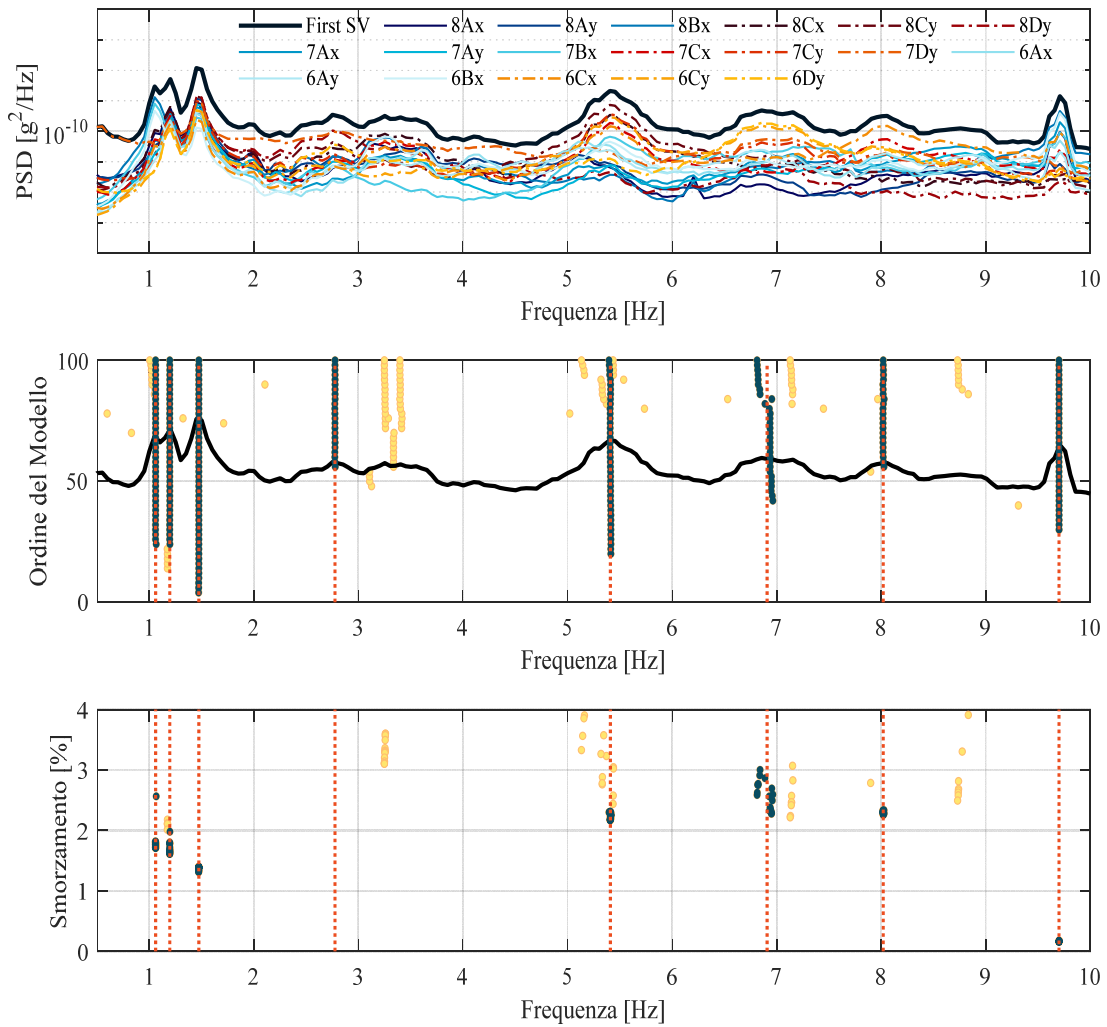 First SV 8Ax 8Ay 8Bx 8Cx 8Cy 8Dy
7Ax 7Ay 7Bx 7Cx 7Cy 7Dy 6Ax
6Ay 6Bx 6Cx 6Cy 6Dy
PSD [g²/Hz]
10⁻¹⁰
1 2 3 4 5 6 7 8 9 10
Frequenza [Hz]
Ordine del Modello
100
50
0
1 2 3 4 5 6 7 8 9 10
Frequenza [Hz]
Smorzamento [%]
4
3
2
1
0
1 2 3 4 5 6 7 8 9 10
Frequenza [Hz]